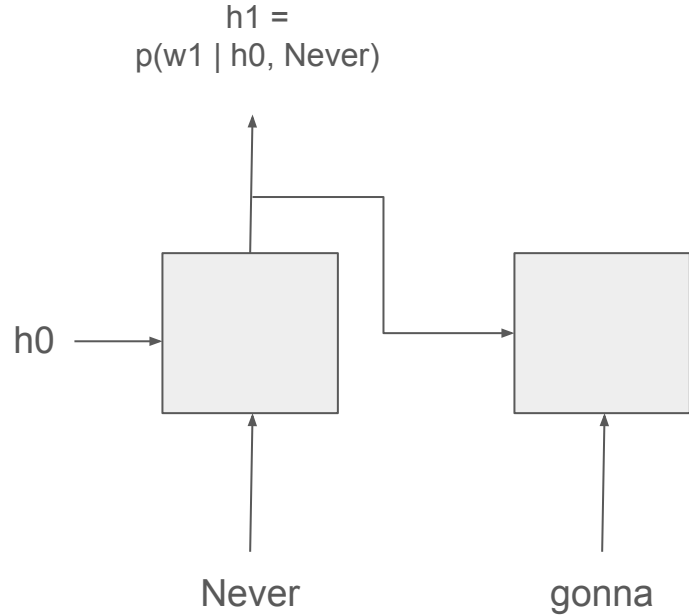 h1 =
p(w1 | h0, Never)
h0
Never
gonna